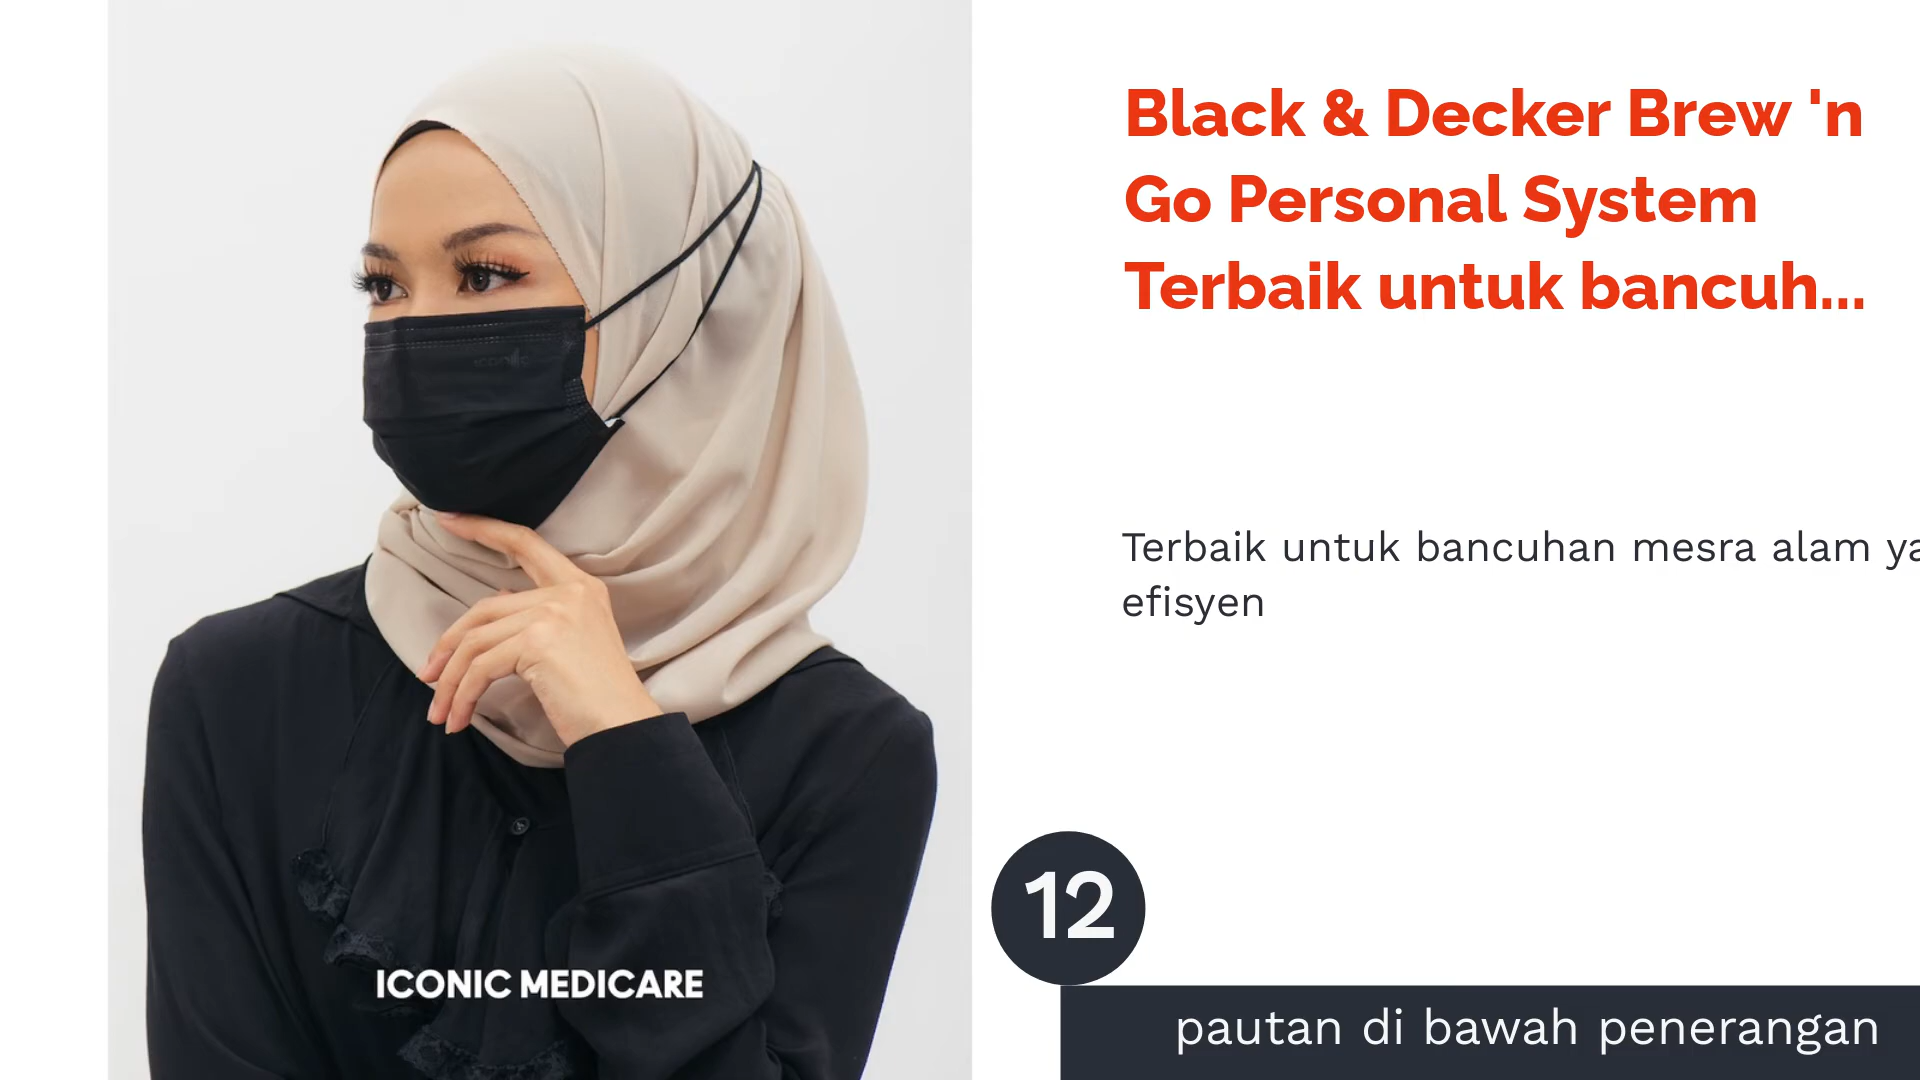 Black & Decker Brew 'n
Go Personal System
Terbaik untuk bancuh...
Terbaik untuk bancuhan mesra alam ya
efisyen
12
ICONIC MEDICARE
pautan di bawah penerangan